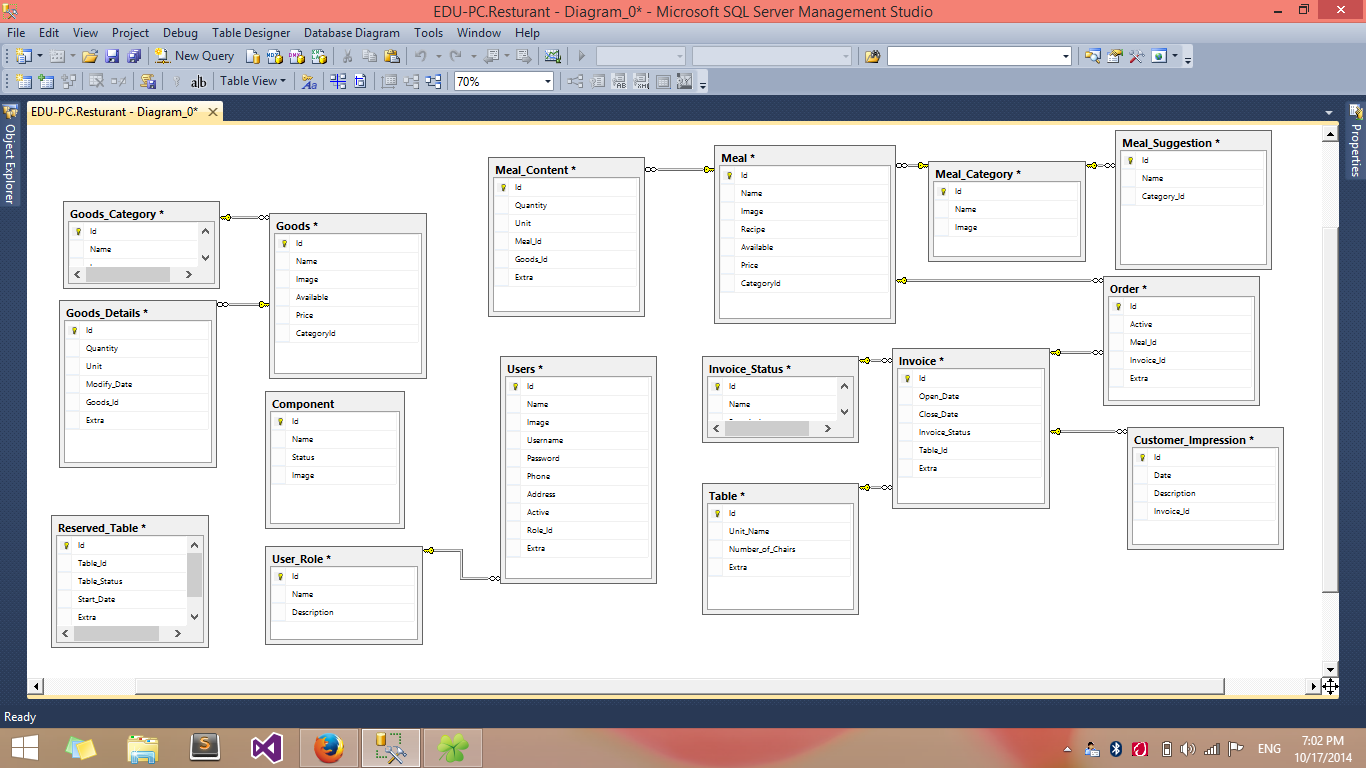 EDU-PC.Resturant - Diagram_0* - Microsoft SQL Server Management Studio
File Edit View Project Debug Table Designer Database Diagram Tools Window Help
New Query
ab Table View 70%
EDU-PC.Resturant - Diagram_0*
Object Explorer
Properties
Goods_Category *
Id
Name
Goods *
Id
Name
Image
Available
Price
CategoryId
Goods_Details *
Id
Quantity
Unit
Modify_Date
Goods_Id
Extra
Component
Id
Name
Status
Image
Reserved_Table *
Id
Table_Id
Table_Status
Start_Date
Extra
User_Role *
Id
Name
Description
Meal_Content *
Id
Quantity
Unit
Meal_Id
Goods_Id
Extra
Users *
Id
Name
Image
Username
Password
Phone
Address
Active
Role_Id
Extra
Meal *
Id
Name
Image
Recipe
Available
Price
CategoryId
Meal_Category *
Id
Name
Image
Meal_Suggestion *
Id
Name
Category_Id
Order *
Id
Active
Meal_Id
Invoice_Id
Extra
Invoice_Status *
Id
Name
Invoice *
Id
Open_Date
Close_Date
Invoice_Status
Table_Id
Extra
Table *
Id
Unit_Name
Number_of_Chairs
Extra
Customer_Impression *
Id
Date
Description
Invoice_Id
Ready
ENG
7:02 PM
10/17/2014